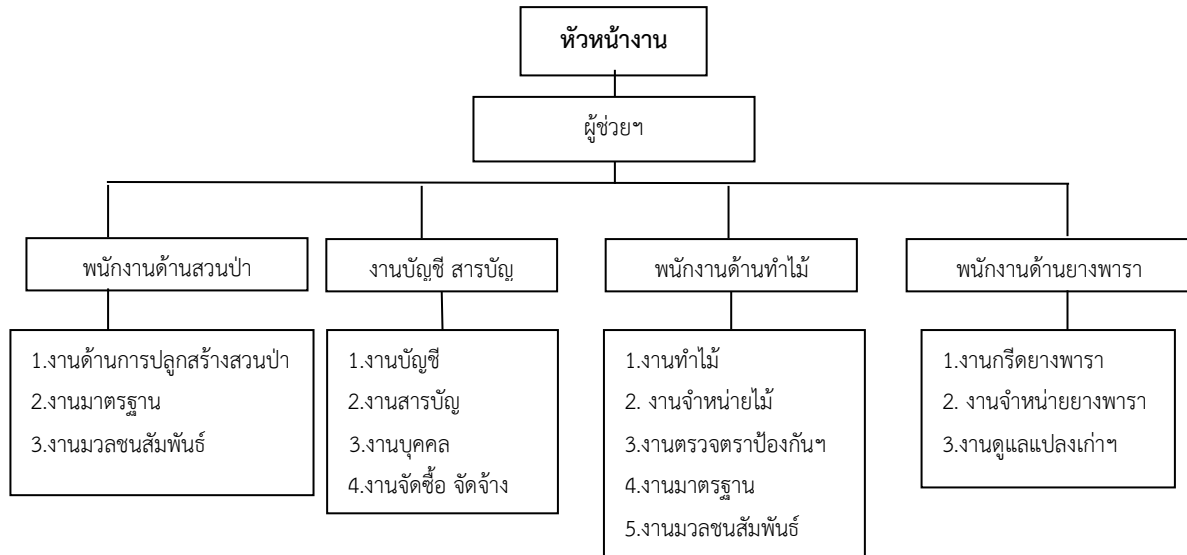 หัวหน้างาน
ผู้ช่วยฯ
พนักงานด้านสวนป่า
งานบัญชี สารบัญ
พนักงานด้านทำไม้
พนักงานด้านยางพารา
1.งานด้านการปลูกสร้างสวนป่า
2.งานมาตรฐาน
3.งานมวลชนสัมพันธ์
1.งานบัญชี
2.งานสารบัญ
3.งานบุคคล
4.งานจัดซื้อ จัดจ้าง
1.งานทำไม้
2. งานจำหน่ายไม้
3.งานตรวจตราป้องกันฯ
4.งานมาตรฐาน
5.งานมวลชนสัมพันธ์
1.งานกรีดยางพารา
2. งานจำหน่ายยางพารา
3.งานดูแลแปลงเก่าฯ